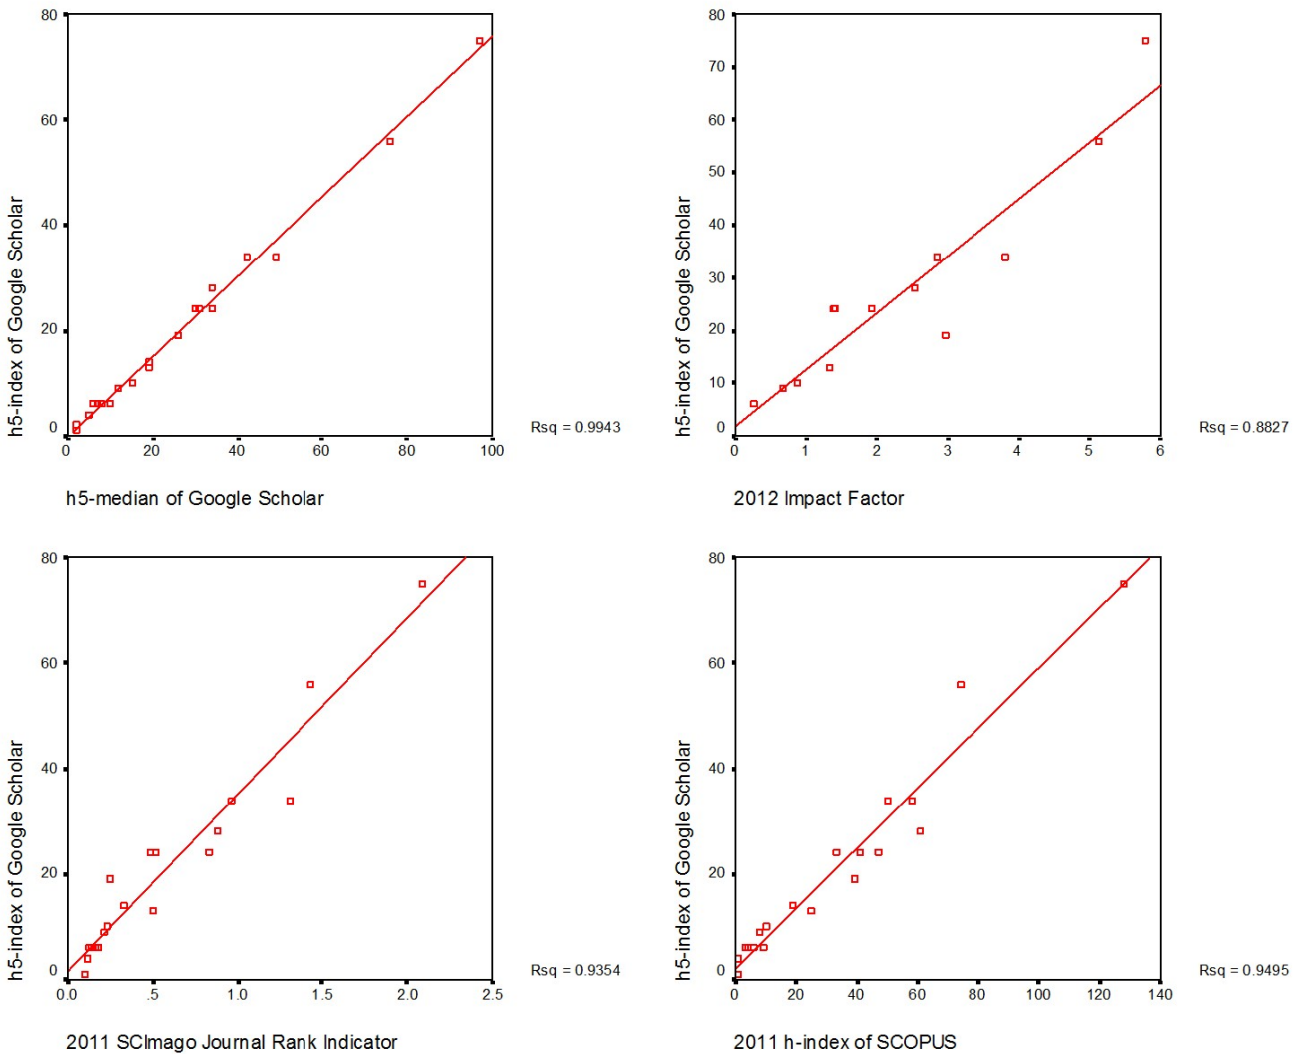 80
60
40
20
0
h5-index of Google Scholar
0 20 40 60 80 100
Rsq = 0.9943
h5-median of Google Scholar
80
70
60
50
40
30
20
10
0
h5-index of Google Scholar
0 1 2 3 4 5 6
Rsq = 0.8827
2012 Impact Factor
80
60
40
20
0
h5-index of Google Scholar
0.0 .5 1.0 1.5 2.0 2.5
Rsq = 0.9354
2011 SCImago Journal Rank Indicator
80
60
40
20
0
h5-index of Google Scholar
0 20 40 60 80 100 120 140
Rsq = 0.9495
2011 h-index of SCOPUS